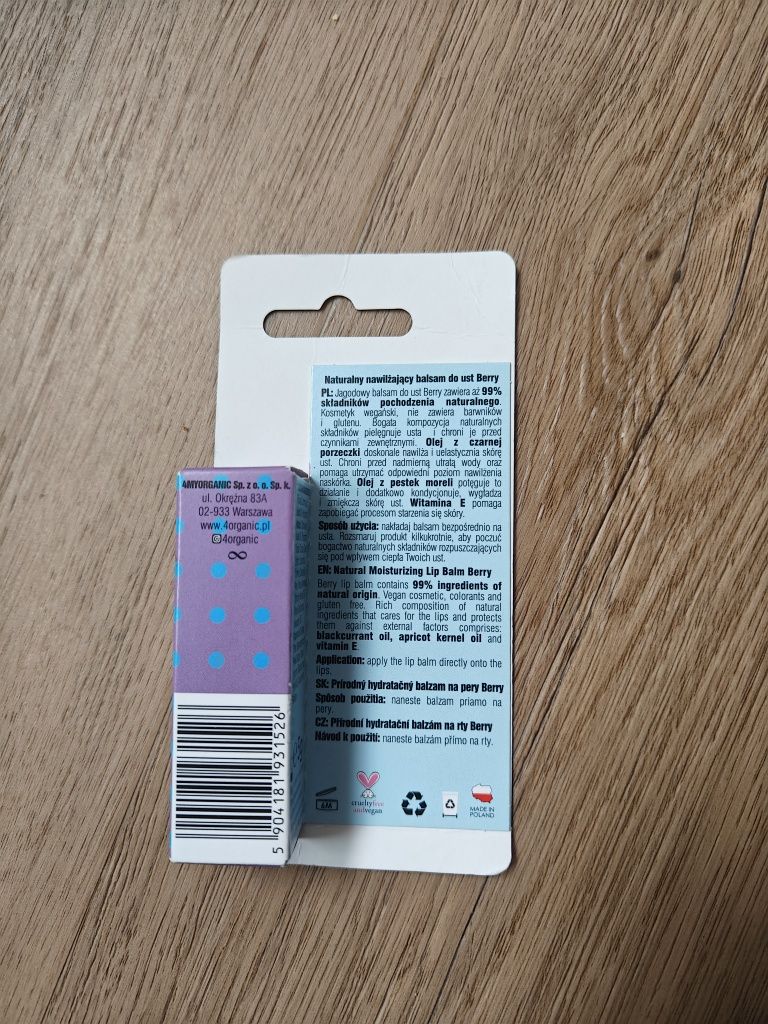 Naturalny nawilżający balsam do ust Berry
PL: Jagodowy balsam do ust Berry zawiera aż 99%
składników pochodzenia naturalnego.
Kosmetyk wegański, nie zawiera barwników
i glutenu. Bogata kompozycja naturalnych
składników pielęgnuje usta i chroni je przed
czynnikami zewnętrznymi. Olej z czarnej
porzeczki doskonale nawilża i uelastycznia skórę
ust. Chroni przed nadmierną utratą wody oraz
pomaga utrzymać odpowiedni poziom nawilżenia
naskórka. Olej z pestek moreli potęguje to
działanie i dodatkowo kondycjonuje, wygładza
i zmiękcza skórę ust. Witamina E pomaga
zapobiegać procesom starzenia się skóry.
Sposób użycia: nakładaj balsam bezpośrednio na
usta. Rozsmaruj produkt kilkukrotnie, aby poczuć
bogactwo naturalnych składników rozpuszczających
się pod wpływem ciepła Twoich ust.
EN: Natural Moisturizing Lip Balm Berry
Berry lip balm contains 99% ingredients of
natural origin. Vegan cosmetic, colorants and
gluten free. Rich composition of natural
ingredients that cares for the lips and protects
them against external factors comprises:
blackcurrant oil, apricot kernel oil and
vitamin E.
Application: apply the lip balm directly onto the
lips.
SK: Prírodný hydratačný balzam na pery Berry
Spôsob použitia: naneste balzam priamo na
pery.
CZ: Přírodní hydratační balzám na rty Berry
Návod k použití: naneste balzám přímo na rty.
6M
crueltyfree
andvegan
MADE IN
POLAND
4MYORGANIC Sp. z o. o. Sp. k.
ul. Okrężna 83A
02-933 Warszawa
www.4organic.pl
4organic
5 904181 931526